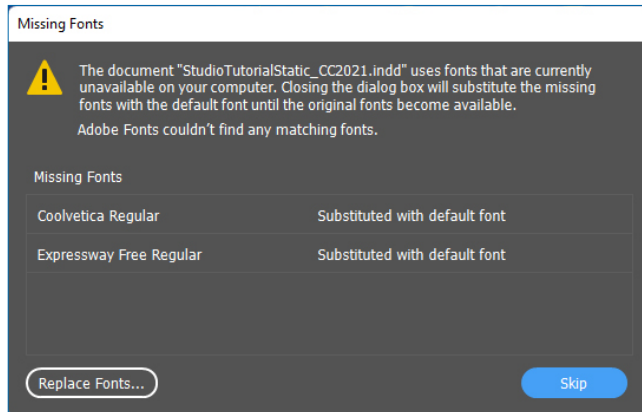 Missing Fonts
The document "StudioTutorialStatic_CC2021.indd" uses fonts that are currently
unavailable on your computer. Closing the dialog box will substitute the missing
fonts with the default font until the original fonts become available.
Adobe Fonts couldn't find any matching fonts.
Missing Fonts
Coolvetica Regular Substituted with default font
Expressway Free Regular Substituted with default font
Replace Fonts... Skip